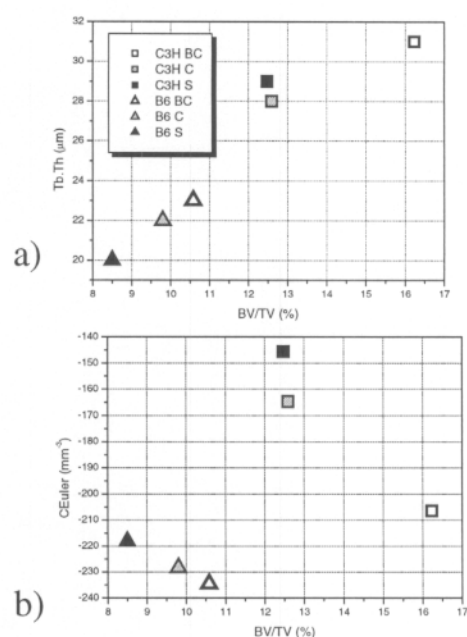 a)
Tb.Th (μm)
32
30
28
26
24
22
20
C3H BC
C3H C
C3H S
B6 BC
B6 C
B6 S
8 9 10 11 12 13 14 15 16 17
BV/TV (%)
b)
CEuler (mm⁻³)
-140
-150
-160
-170
-180
-190
-200
-210
-220
-230
-240
8 9 10 11 12 13 14 15 16 17
BV/TV (%)